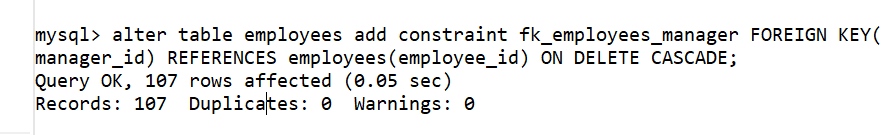 mysql> alter table employees add constraint fk_employees_manager FOREIGN KEY(
manager_id) REFERENCES employees(employee_id) ON DELETE CASCADE;
Query OK, 107 rows affected (0.05 sec)
Records: 107  Duplicates: 0  Warnings: 0